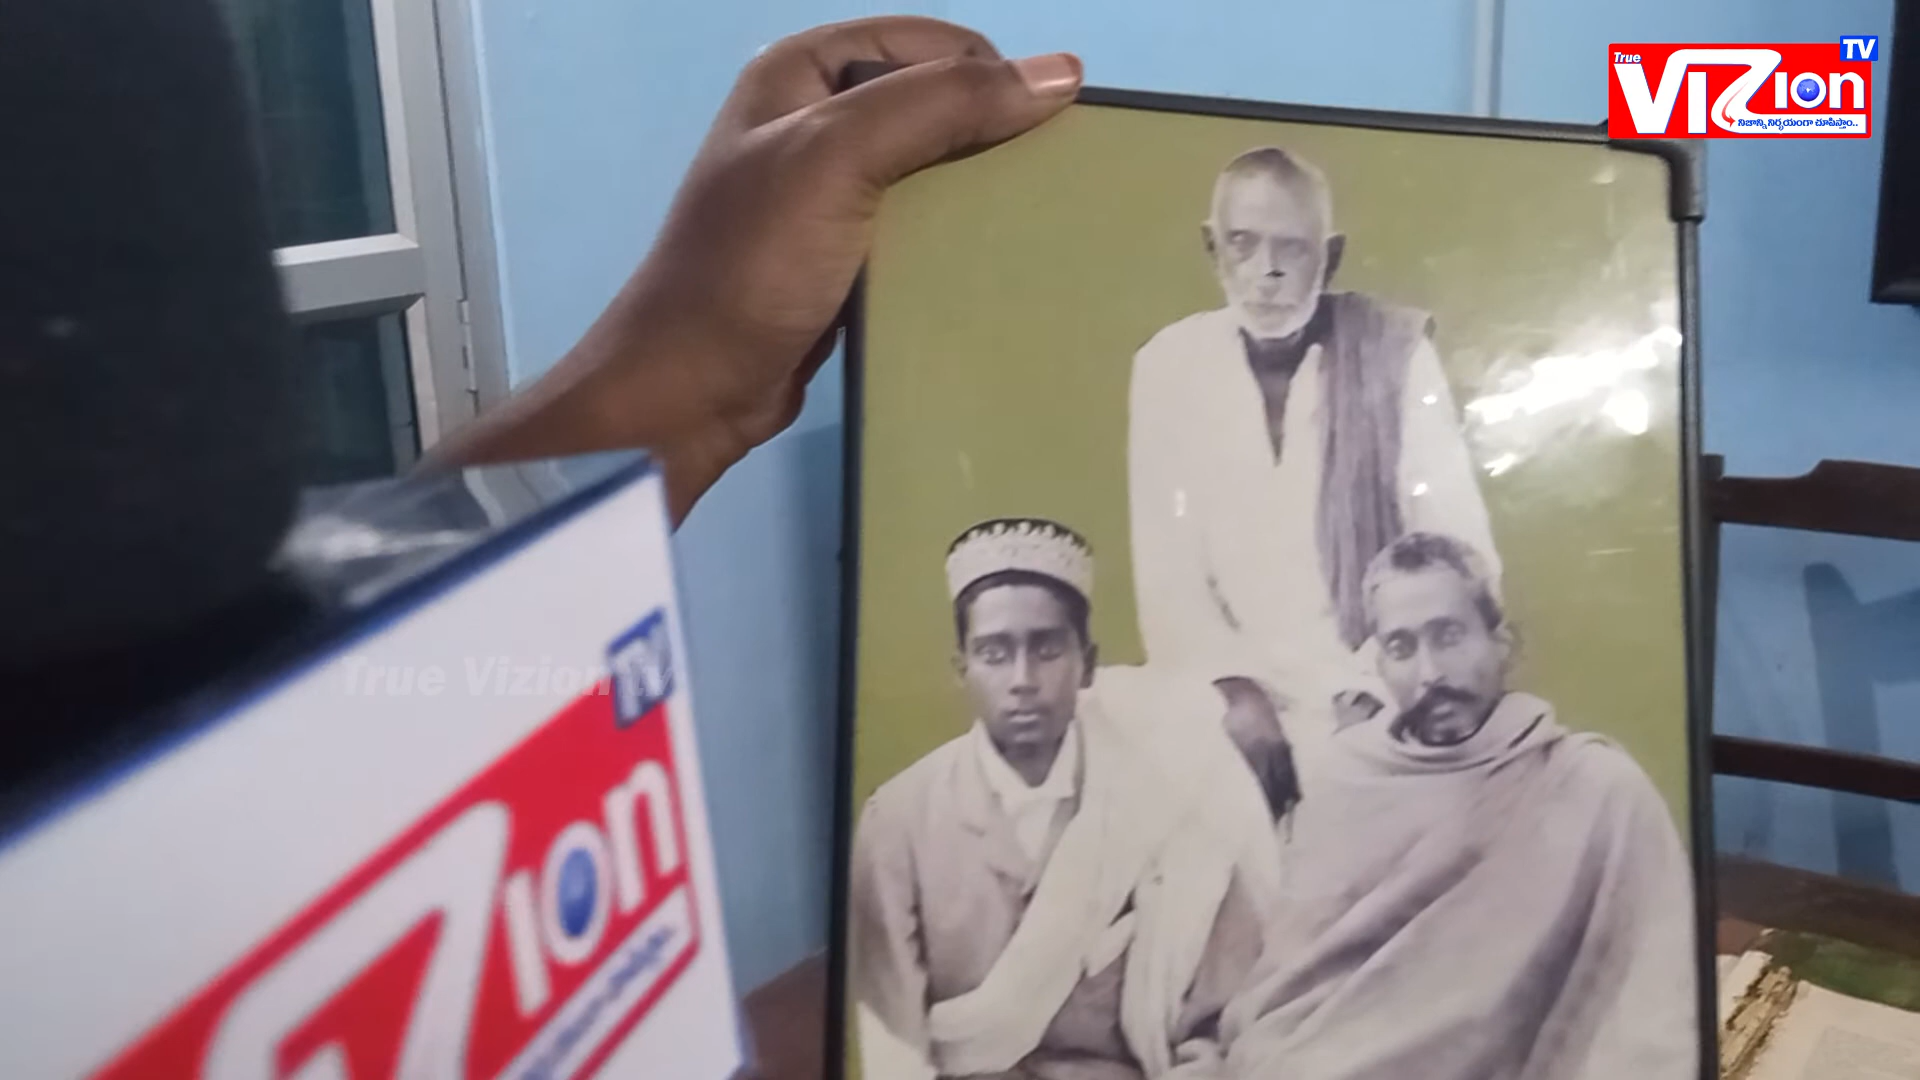 True
VIZion
TV
నిజాన్ని నిర్భయంగా చూపిస్తాం..
True Vizion tv
TV
Zion